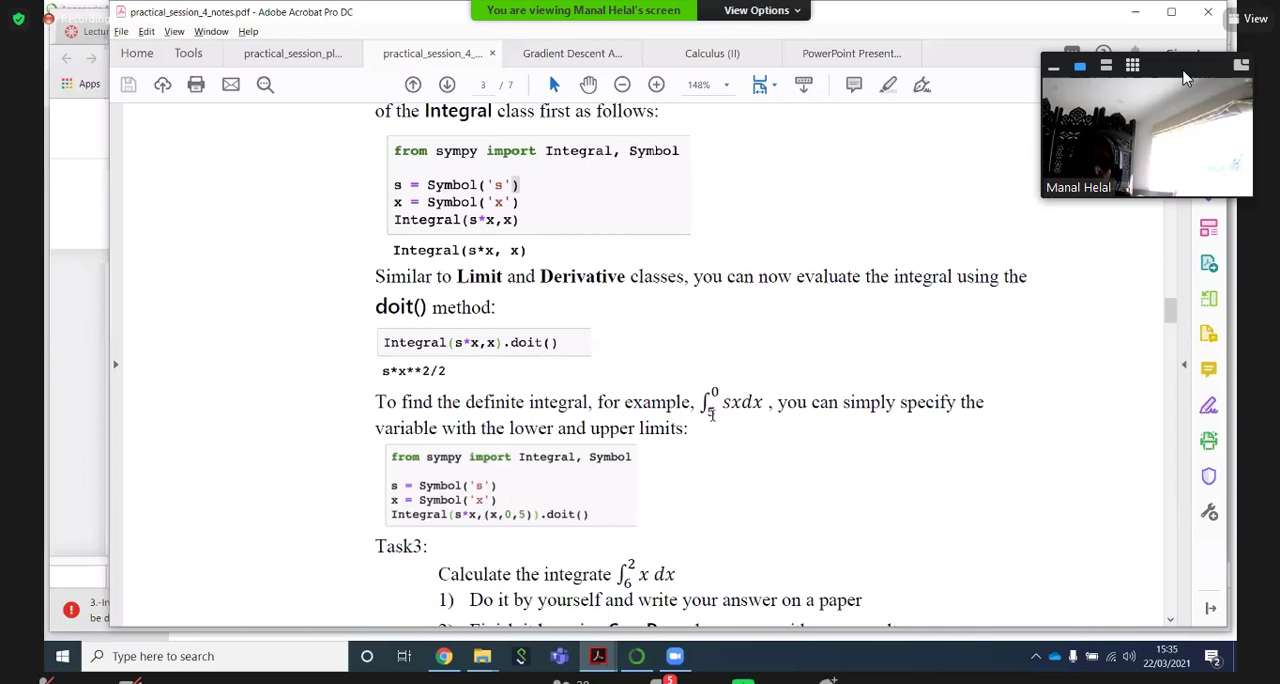 Recording
practical_session_4_notes.pdf - Adobe Acrobat Pro DC
You are viewing Manal Helal's screen
View Options
View
File Edit View Window Help
Home Tools practical_session_pl... practical_session_4_... × Gradient Descent A... Calculus (II) PowerPoint Present...
Apps
3 / 7
148%
Manal Helal
of the Integral class first as follows:
from sympy import Integral, Symbol
s = Symbol('s')
x = Symbol('x')
Integral(s*x,x)
Integral(s*x, x)
Similar to Limit and Derivative classes, you can now evaluate the integral using the
doit() method:
Integral(s*x,x).doit()
s*x**2/2
To find the definite integral, for example, ∫₅⁰ sxdx , you can simply specify the
variable with the lower and upper limits:
from sympy import Integral, Symbol
s = Symbol('s')
x = Symbol('x')
Integral(s*x,(x,0,5)).doit()
Task3:
Calculate the integrate ∫₆² x dx
1) Do it by yourself and write your answer on a paper
Type here to search
15:35
22/03/2021
2
5